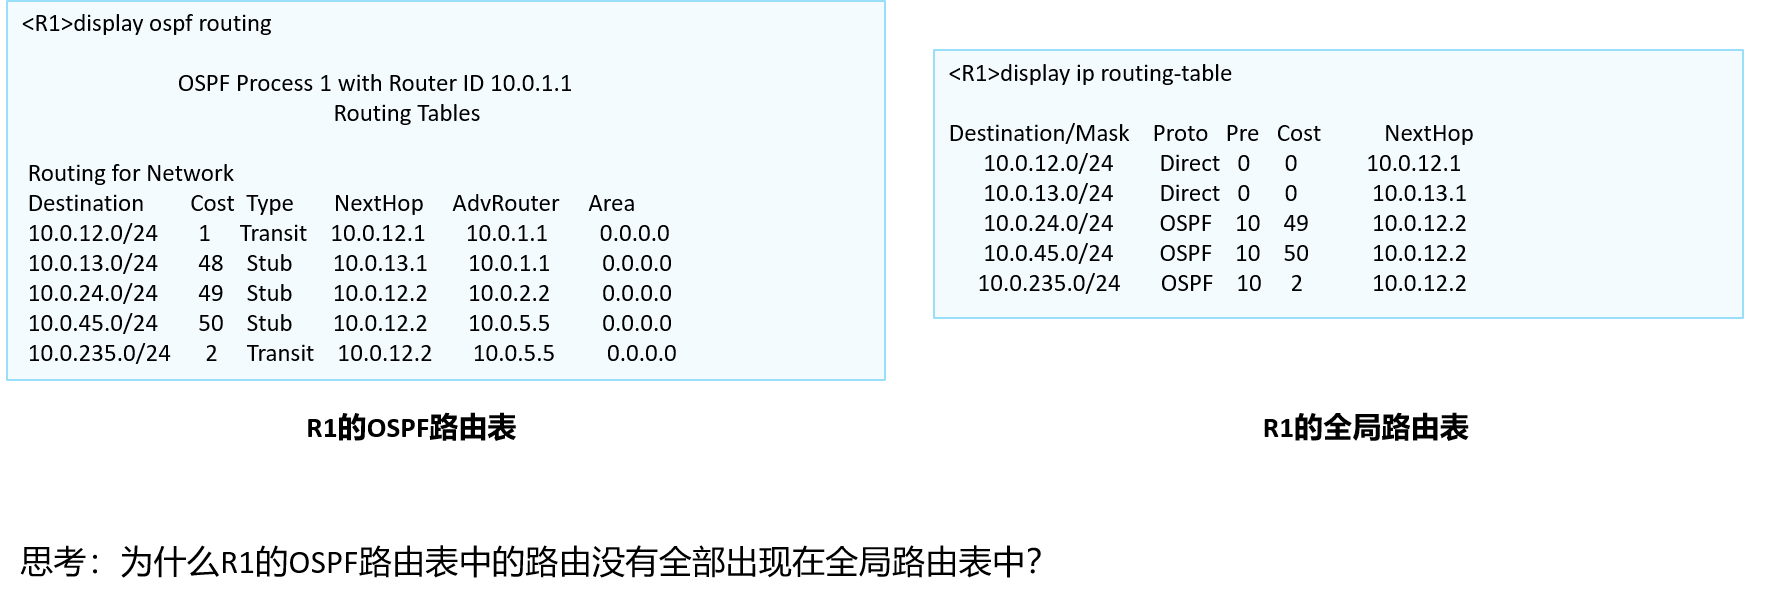 <R1>display ospf routing
OSPF Process 1 with Router ID 10.0.1.1
Routing Tables
Routing for Network
Destination Cost Type NextHop AdvRouter Area
10.0.12.0/24 1 Transit 10.0.12.1 10.0.1.1 0.0.0.0
10.0.13.0/24 48 Stub 10.0.13.1 10.0.1.1 0.0.0.0
10.0.24.0/24 49 Stub 10.0.12.2 10.0.2.2 0.0.0.0
10.0.45.0/24 50 Stub 10.0.12.2 10.0.5.5 0.0.0.0
10.0.235.0/24 2 Transit 10.0.12.2 10.0.5.5 0.0.0.0
R1的OSPF路由表
<R1>display ip routing-table
Destination/Mask Proto Pre Cost NextHop
10.0.12.0/24 Direct 0 0 10.0.12.1
10.0.13.0/24 Direct 0 0 10.0.13.1
10.0.24.0/24 OSPF 10 49 10.0.12.2
10.0.45.0/24 OSPF 10 50 10.0.12.2
10.0.235.0/24 OSPF 10 2 10.0.12.2
R1的全局路由表
思考：为什么R1的OSPF路由表中的路由没有全部出现在全局路由表中？